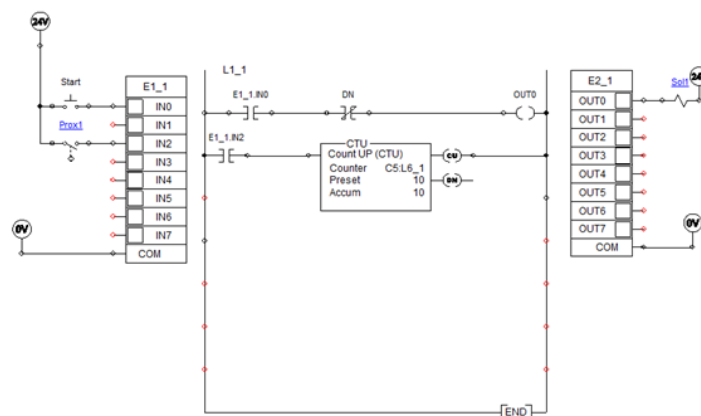 24V
Start
Prox1
0V
E1_1
IN0
IN1
IN2
IN3
IN4
IN5
IN6
IN7
COM
L1_1
E1_1.IN0 DN OUT0
E1_1.IN2
CTU
Count UP (CTU)
Counter C5:L6_1
Preset 10
Accum 10
CU
DN
END
E2_1
OUT0
OUT1
OUT2
OUT3
OUT4
OUT5
OUT6
OUT7
COM
Sol1
0V